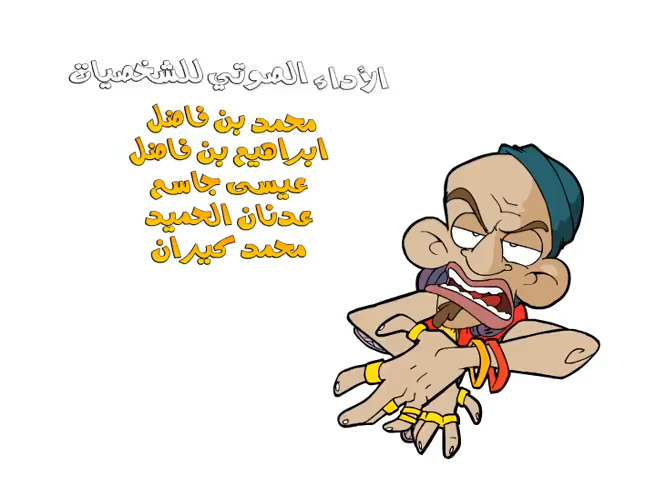 الأداء الصوتي للشخصيات
محمد بن فاضل
ابراهيم بن فاضل
عيسى جاسم
عدنان الحميد
محمد كيران